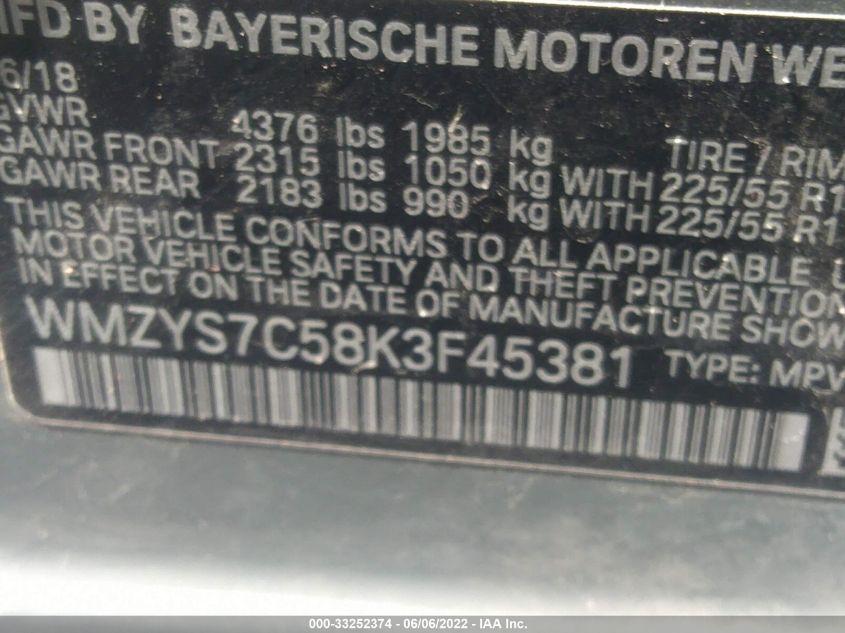 MFD BY BAYERISCHE MOTOREN WE
6/18
GVWR 4376 lbs 1985 kg TIRE / RIM
GAWR FRONT 2315 lbs 1050 kg WITH 225/55 R1
GAWR REAR 2183 lbs 990 kg WITH 225/55 R1
THIS VEHICLE CONFORMS TO ALL APPLICABLE U
MOTOR VEHICLE SAFETY AND THEFT PREVENTION
IN EFFECT ON THE DATE OF MANUFACTURE SHOW
WMZYS7C58K3F45381 TYPE: MPV
000-33252374 - 06/06/2022 - IAA Inc.